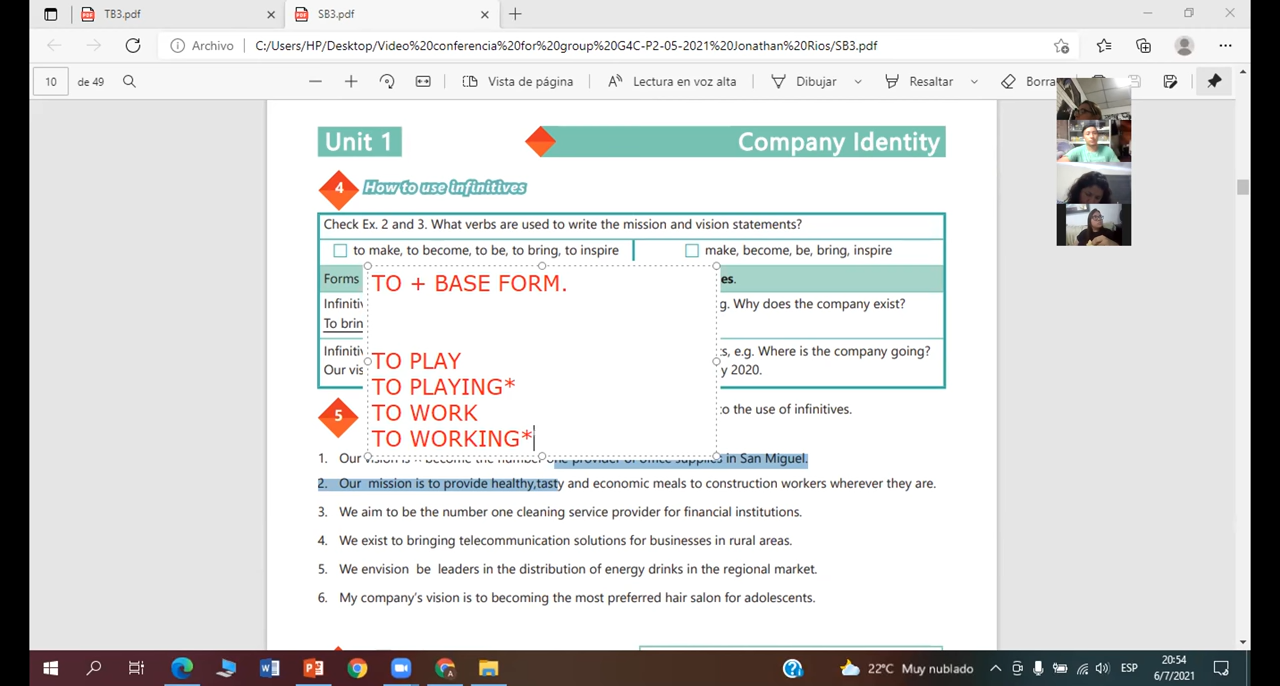 TB3.pdf
SB3.pdf
Archivo C:/Users/HP/Desktop/Video%20conferencia%20for%20group%20G4C-P2-05-2021%20Jonathan%20Rios/SB3.pdf
10 de 49 Vista de página Lectura en voz alta Dibujar Resaltar Borra
Unit 1 Company Identity
4 How to use infinitives
Check Ex. 2 and 3. What verbs are used to write the mission and vision statements?
to make, to become, to be, to bring, to inspire make, become, be, bring, inspire
Forms es.
TO + BASE FORM.
Infinitiv g. Why does the company exist?
To brin
Infinitiv ts, e.g. Where is the company going?
Our vis y 2020.
TO PLAY
TO PLAYING*
TO WORK
TO WORKING*
5 to the use of infinitives.
1. Our vision is become the number one provider of office supplies in San Miguel.
2. Our mission is to provide healthy,tasty and economic meals to construction workers wherever they are.
3. We aim to be the number one cleaning service provider for financial institutions.
4. We exist to bringing telecommunication solutions for businesses in rural areas.
5. We envision be leaders in the distribution of energy drinks in the regional market.
6. My company's vision is to becoming the most preferred hair salon for adolescents.
22°C Muy nublado ESP 20:54
6/7/2021